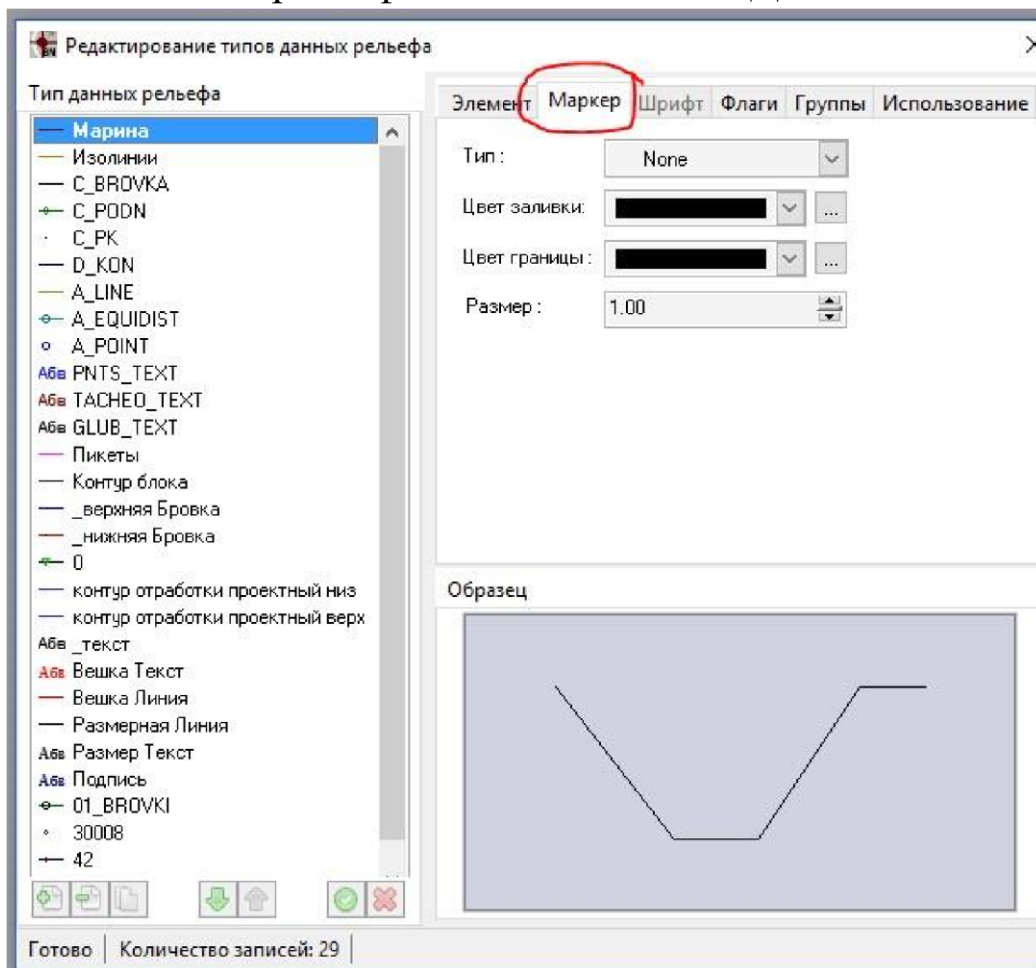 Редактирование типов данных рельефа
Тип данных рельефа
Марина
Изолинии
C_BROVKA
C_PODN
C_PK
D_KON
A_LINE
A_EQUIDIST
A_POINT
Абв PNTS_TEXT
Абв TACHEO_TEXT
Абв GLUB_TEXT
Пикеты
Контур блока
_верхняя Бровка
_нижняя Бровка
0
контур отработки проектный низ
контур отработки проектный верх
Абв _текст
Абв Вешка Текст
Вешка Линия
Размерная Линия
Абв Размер Текст
Абв Подпись
01_BROVKI
30008
42
Элемент Маркер Шрифт Флаги Группы Использование
Тип : None
Цвет заливки: ...
Цвет границы : ...
Размер : 1.00
Образец
Готово Количество записей: 29